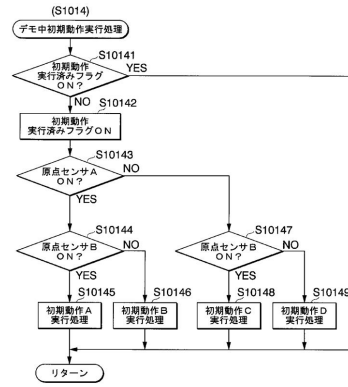 (S1014)
デモ中初期動作実行処理
S10141
初期動作
実行済みフラグ
ON?
YES
NO
S10142
初期動作
実行済みフラグON
S10143
原点センサA
ON?
NO
YES
S10144
原点センサB
ON?
NO
YES
S10147
原点センサB
ON?
NO
YES
S10145
初期動作A
実行処理
S10146
初期動作B
実行処理
S10148
初期動作C
実行処理
S10149
初期動作D
実行処理
リターン